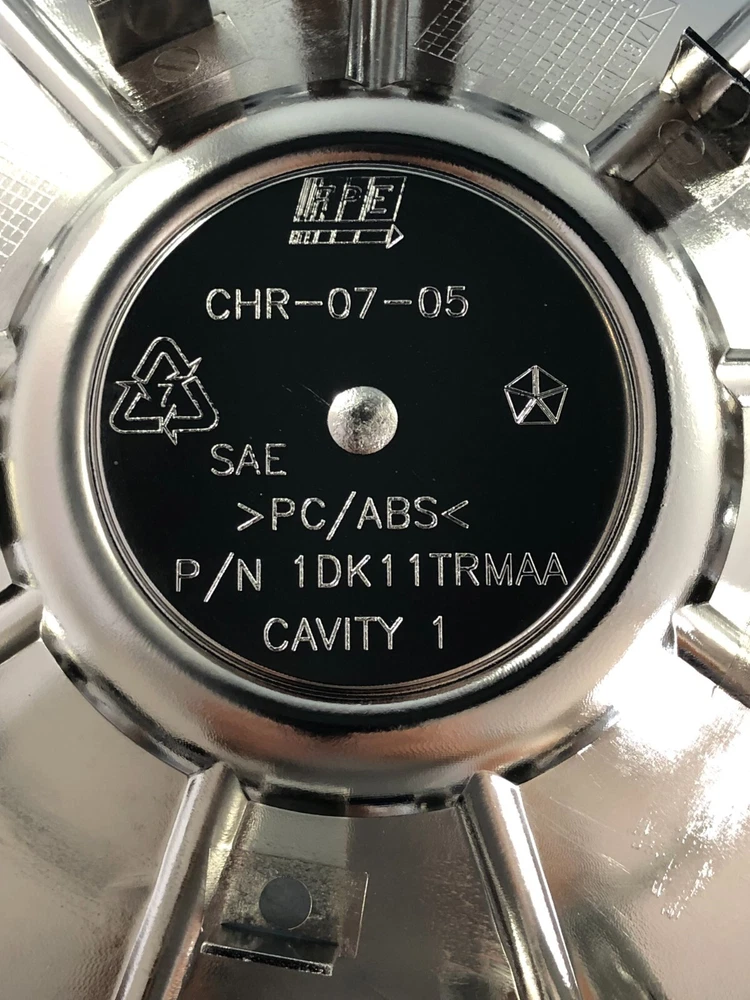 RPE
CHR-07-05
7
SAE
>PC/ABS<
P/N 1DK11TRMAA
CAVITY 1